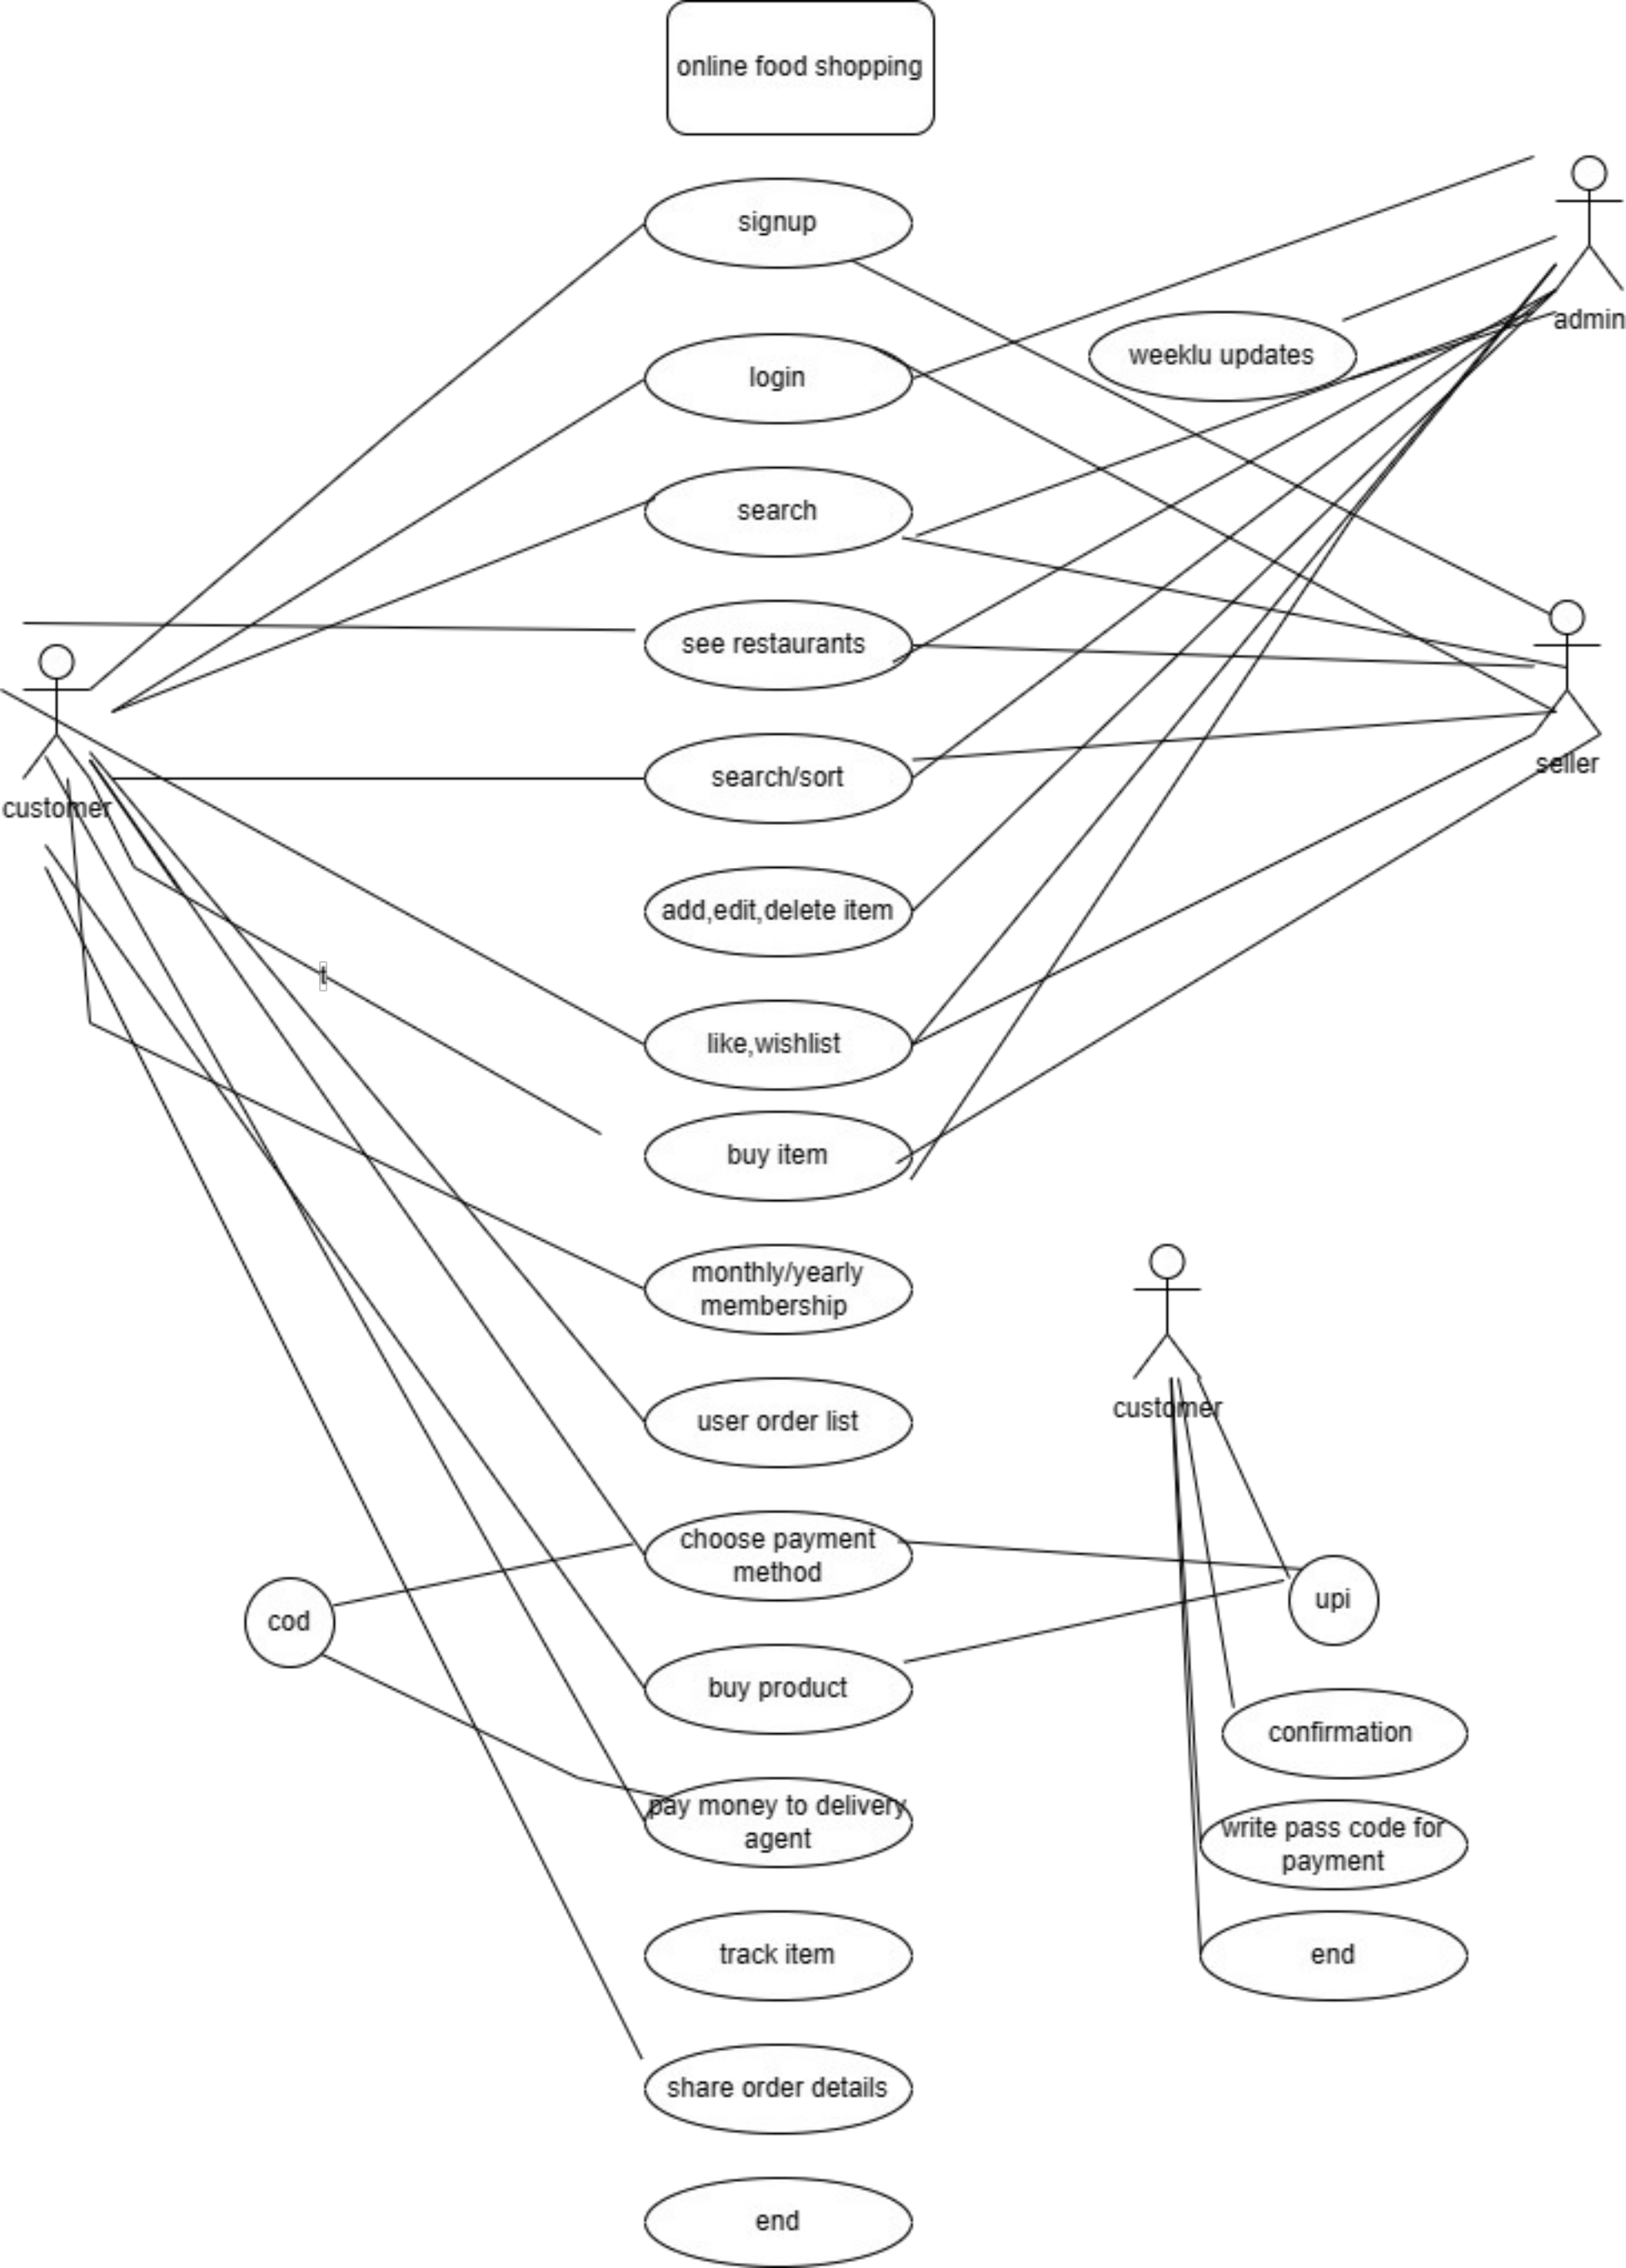 online food shopping
signup
admin
weeklu updates
login
search
see restaurants
search/sort
seller
customer
add,edit,delete item
t
like,wishlist
buy item
monthly/yearly
membership
customer
user order list
choose payment
method
upi
cod
buy product
confirmation
pay money to delivery
agent
write pass code for
payment
track item
end
share order details
end